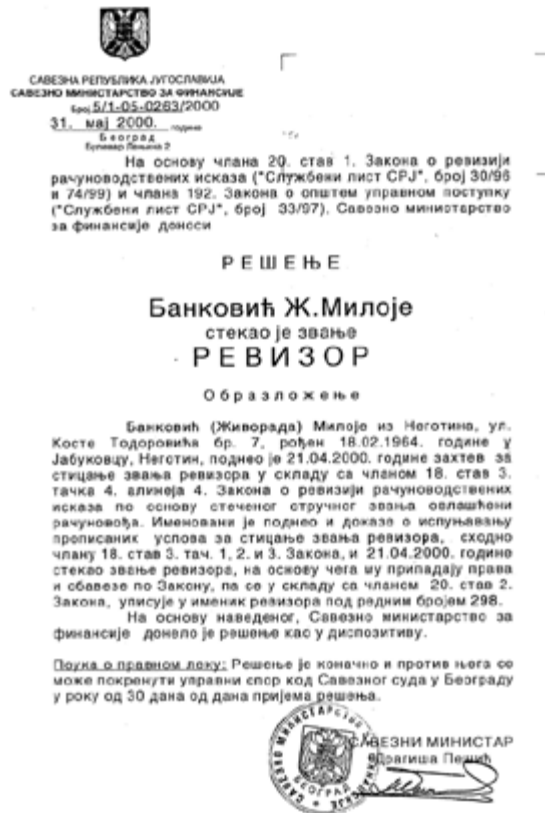 САВЕЗНА РЕПУБЛИКА ЈУГОСЛАВИЈА
САВЕЗНО МИНИСТАРСТВО ЗА ФИНАНСИЈЕ
Број 5/1-05-0263/2000
31. мај 2000. године
Београд
Булевар Лењина 2
На основу члана 20. став 1. Закона о ревизији
рачуноводствених исказа ("Службени лист СРЈ", број 30/96
и 74/99) и члана 192. Закона о општем управном поступку
("Службени лист СРЈ", број 33/97). Савезно министарство
за финансије доноси
РЕШЕЊЕ
Банковић Ж.Милоје
стекао је звање
РЕВИЗОР
Образложење
Банковић (Живорада) Милоје из Неготина, ул.
Косте Тодоровића бр. 7, рођен 18.02.1964. године у
Јабуковцу, Неготин, поднео је 21.04.2000. године захтев за
стицање звања ревизора у складу са чланом 18. став 3.
тачка 4. алинеја 4. Закона о ревизији рачуноводствених
исказа по основу стеченог стручног звања овлашћени
рачуновођа. Именовани је поднео и доказе о испуњавању
прописаник услова за стицање звања ревизора, сходно
члану 18. став 3. тач. 1, 2. и 3. Закона, и 21.04.2000. године
стекао звање ревизора, на основу чега му припадају права
и обавезе по Закону, па се у складу са чланом 20. став 2.
Закона, уписује у именик ревизора под редним бројем 298.
На основу наведеног, Савезно министарство за
финансије донело је решење као у диспозитиву.
Поука о правном леку: Решење је коначно и против њега се
може покренути управни спор код Савезног суда у Београду
у року од 30 дана од дана пријема решења.
САВЕЗНИ МИНИСТАР
Драгиша Пешић
БЕОГРАД